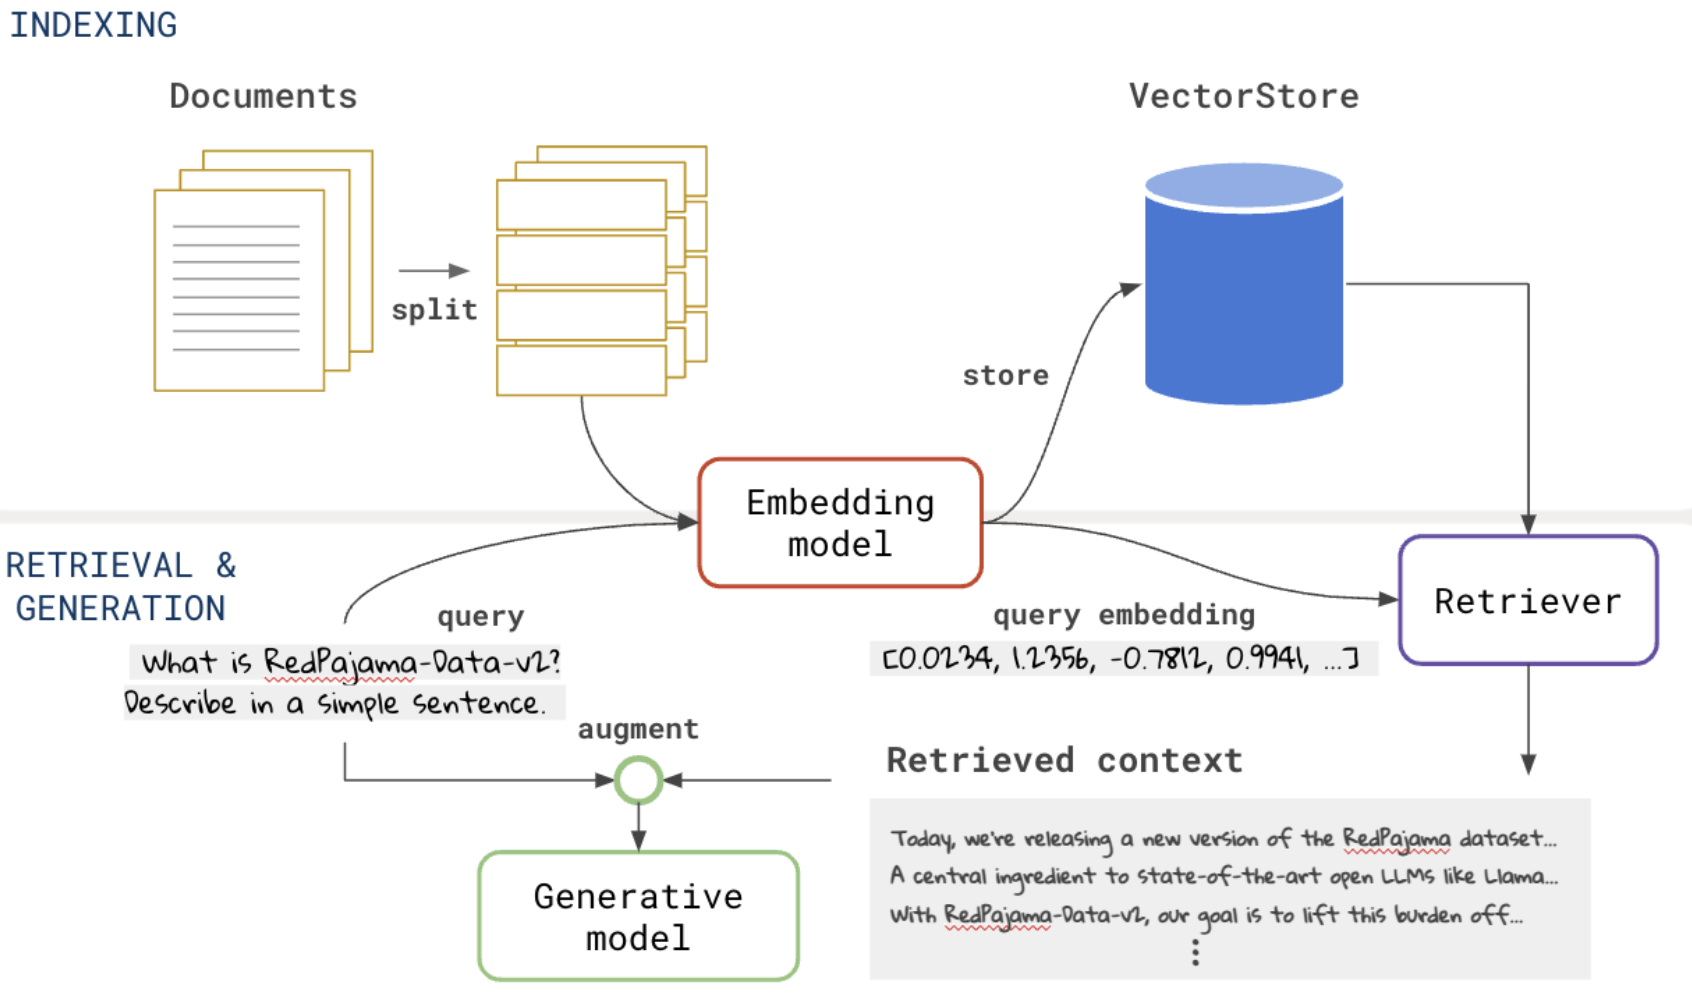 INDEXING
Documents
VectorStore
split
store
Embedding
model
RETRIEVAL &
GENERATION
Retriever
query
What is RedPajama-Data-v2?
Describe in a simple sentence.
query embedding
[0.0234, 1.2356, -0.7812, 0.9941, ...]
augment
Retrieved context
Today, we're releasing a new version of the RedPajama dataset...
A central ingredient to state-of-the-art open LLMs like Llama...
With RedPajama-Data-v2, our goal is to lift this burden off...
Generative
model